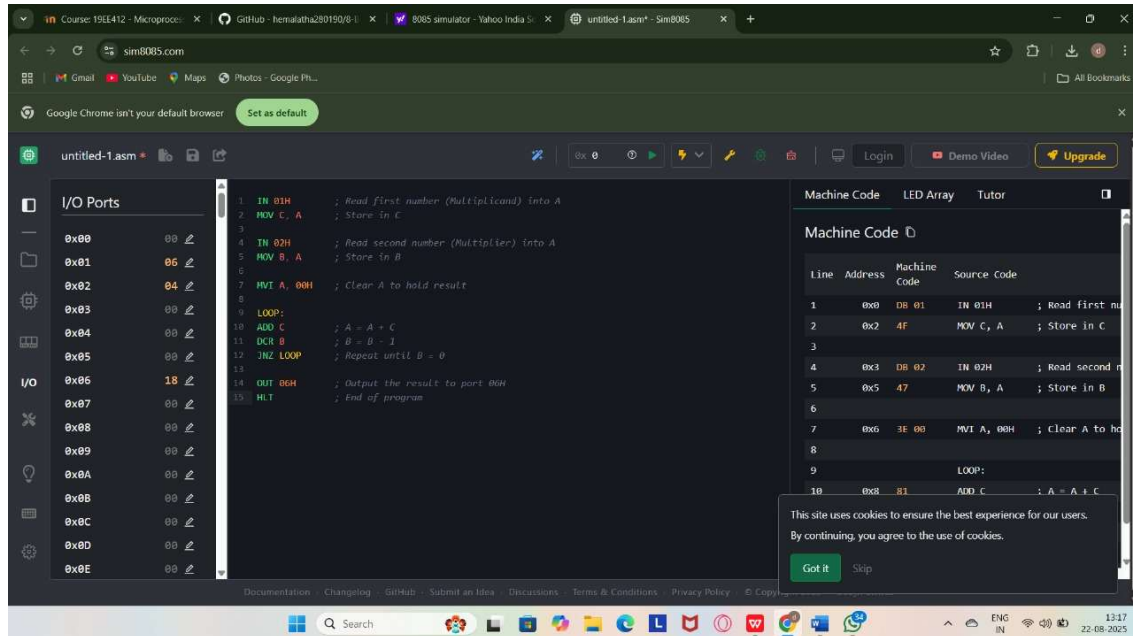 Course: 19EE412 - Microproces
GitHub - hemalatha280190/8-
8085 simulator - Yahoo India S
untitled-1.asm* - Sim8085
sim8085.com
Gmail YouTube Maps Photos - Google Ph... All Bookmarks
Google Chrome isn't your default browser Set as default
untitled-1.asm * 0x 0 Login Demo Video Upgrade
I/O Ports
0x00 00
0x01 06
0x02 04
0x03 00
0x04 00
0x05 00
0x06 18
0x07 00
0x08 00
0x09 00
0x0A 00
0x0B 00
0x0C 00
0x0D 00
0x0E 00
I/O
1 IN 01H ; Read first number (Multiplicand) into A
2 MOV C, A ; Store in C
3
4 IN 02H ; Read second number (Multiplier) into A
5 MOV B, A ; Store in B
6
7 MVI A, 00H ; Clear A to hold result
8
9 LOOP:
10 ADD C ; A = A + C
11 DCR B ; B = B - 1
12 JNZ LOOP ; Repeat until B = 0
13
14 OUT 06H ; Output the result to port 06H
15 HLT ; End of program
Machine Code LED Array Tutor
Machine Code
Line Address Machine Code Source Code
1 0x0 DB 01 IN 01H ; Read first nu
2 0x2 4F MOV C, A ; Store in C
3
4 0x3 DB 02 IN 02H ; Read second n
5 0x5 47 MOV B, A ; Store in B
6
7 0x6 3E 00 MVI A, 00H ; Clear A to ho
8
9 LOOP:
10 0x8 81 ADD C ; A = A + C
This site uses cookies to ensure the best experience for our users.
By continuing, you agree to the use of cookies.
Got it Skip
Documentation - Changelog - GitHub - Submit an Idea - Discussions - Terms & Conditions - Privacy Policy - © Copy
Search
34
ENG
IN
13:17
22-08-2025